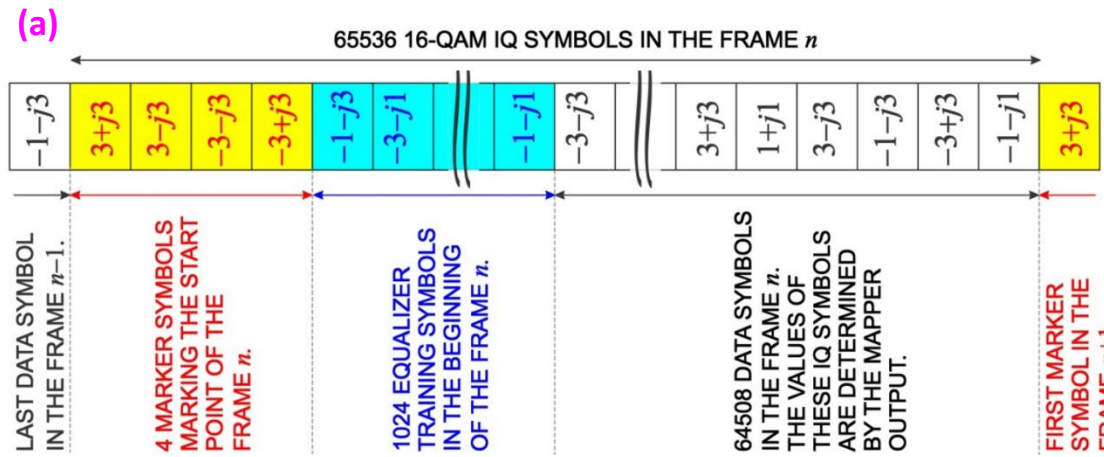 (a)
65536 16-QAM IQ SYMBOLS IN THE FRAME n
−1−j3
3+j3
3−j3
−3−j3
−3+j3
−1−j3
−3−j1
−1−j1
−3−j3
3+j3
1+j1
3−j3
−1−j3
−3+j3
−1−j1
3+j3
LAST DATA SYMBOL
IN THE FRAME n−1.
4 MARKER SYMBOLS
MARKING THE START
POINT OF THE
FRAME n.
1024 EQUALIZER
TRAINING SYMBOLS
IN THE BEGINNING
OF THE FRAME n.
64508 DATA SYMBOLS
IN THE FRAME n.
THE VALUES OF
THESE IQ SYMBOLS
ARE DETERMINED
BY THE MAPPER
OUTPUT.
FIRST MARKER
SYMBOL IN THE